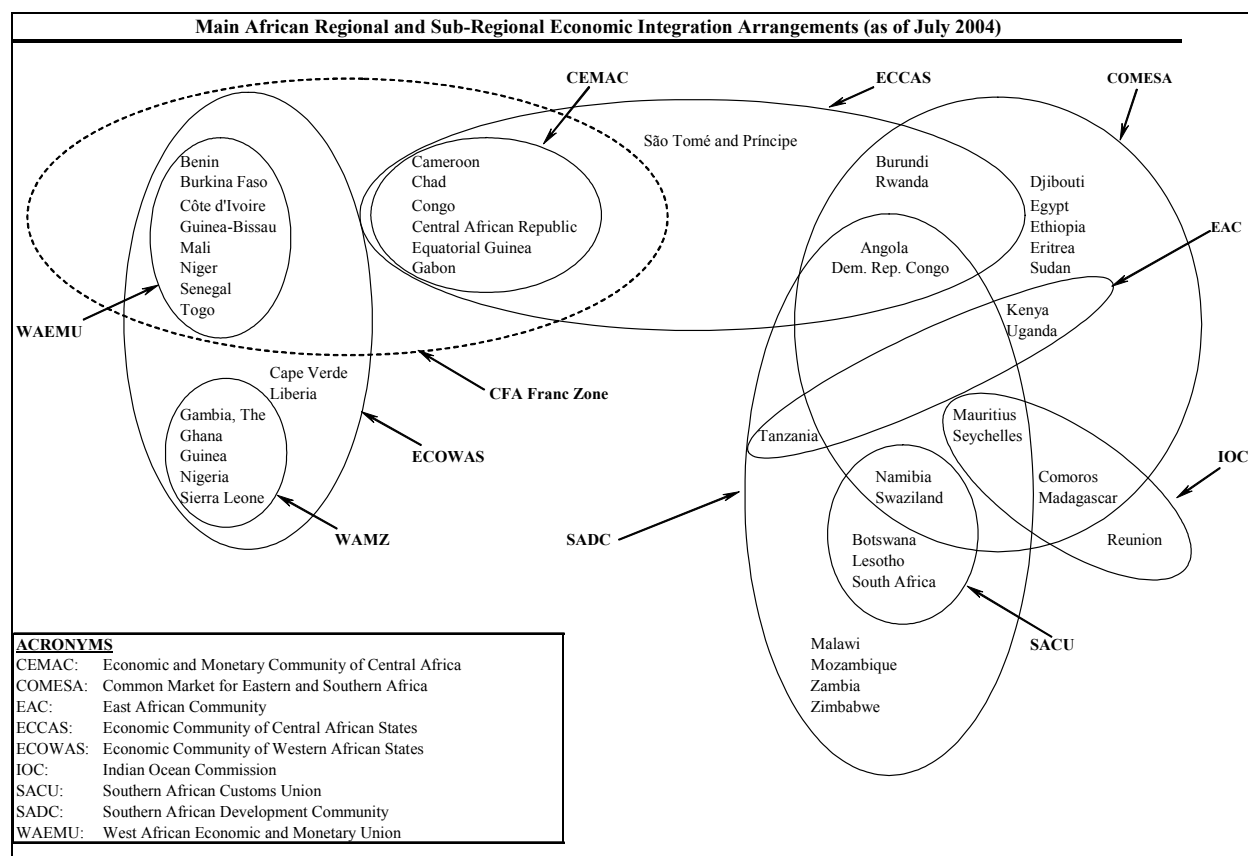 Main African Regional and Sub-Regional Economic Integration Arrangements (as of July 2004)
CEMAC
ECCAS
COMESA
São Tomé and Príncipe
Benin
Burkina Faso
Côte d'Ivoire
Guinea-Bissau
Mali
Niger
Senegal
Togo
Cameroon
Chad
Congo
Central African Republic
Equatorial Guinea
Gabon
Burundi
Rwanda
Djibouti
Egypt
Ethiopia
Eritrea
Sudan
EAC
Angola
Dem. Rep. Congo
Kenya
Uganda
WAEMU
Cape Verde
Liberia
CFA Franc Zone
Gambia, The
Ghana
Guinea
Nigeria
Sierra Leone
ECOWAS
WAMZ
Tanzania
Mauritius
Seychelles
IOC
Namibia
Swaziland
Comoros
Madagascar
SADC
Botswana
Lesotho
South Africa
Reunion
SACU
Malawi
Mozambique
Zambia
Zimbabwe
ACRONYMS
CEMAC: Economic and Monetary Community of Central Africa
COMESA: Common Market for Eastern and Southern Africa
EAC: East African Community
ECCAS: Economic Community of Central African States
ECOWAS: Economic Community of Western African States
IOC: Indian Ocean Commission
SACU: Southern African Customs Union
SADC: Southern African Development Community
WAEMU: West African Economic and Monetary Union